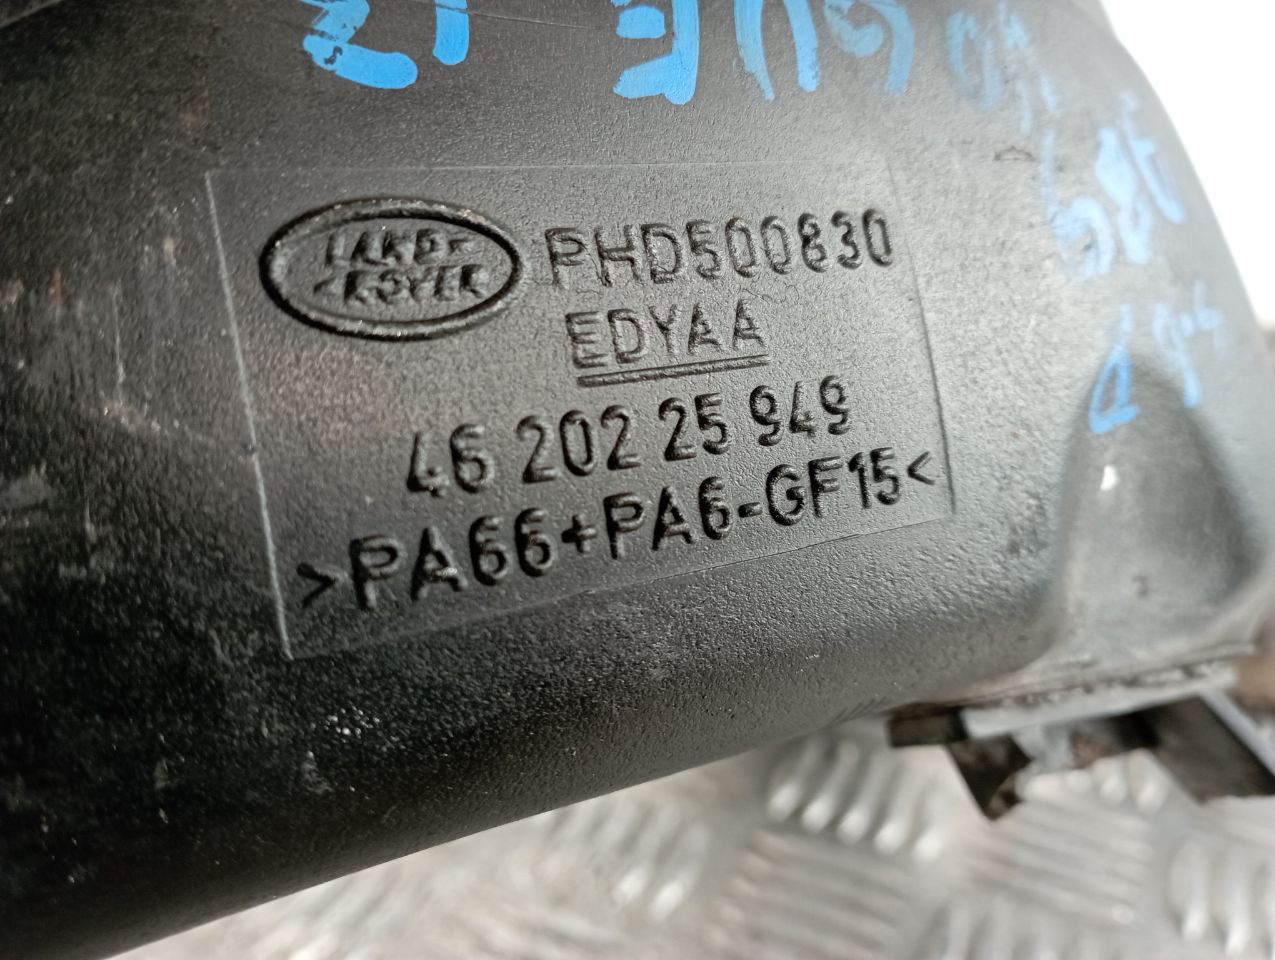 LAND-
-ROVER
PHD500830
EDYAA
46 202 25 949
>PA66+PA6-GF15<